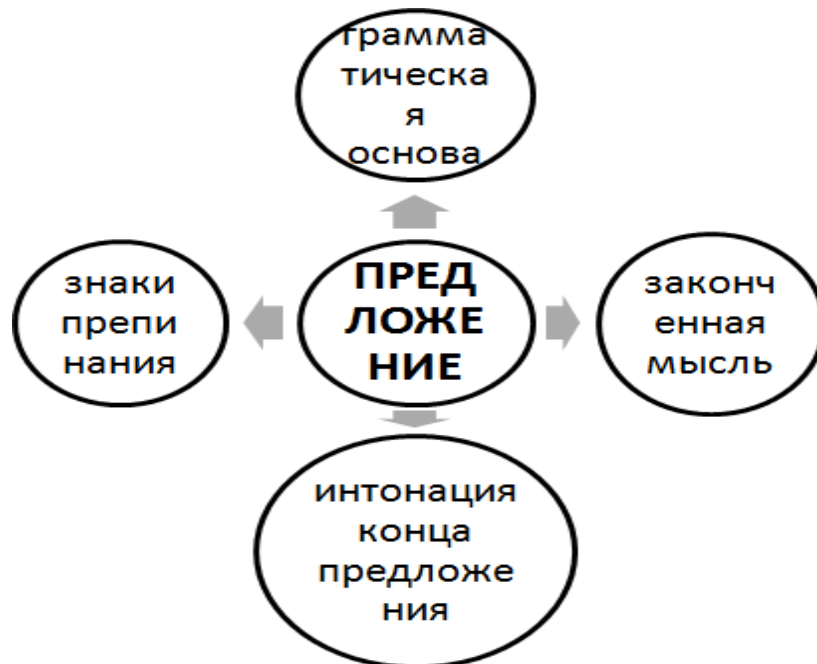 грамма
тическа
я
основа
знаки
препи
нания
ПРЕД
ЛОЖЕ
НИЕ
законч
енная
мысль
интонация
конца
предложе
ния